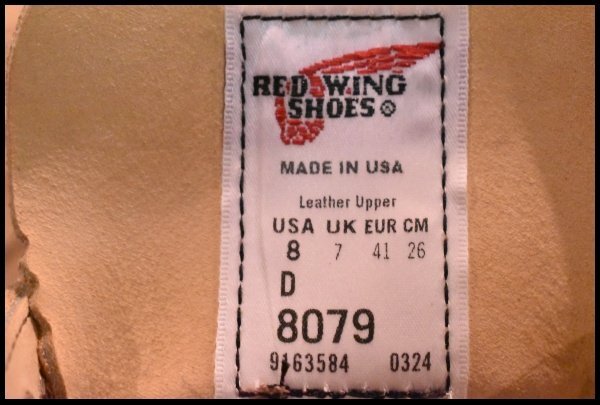 RED WING
SHOES ®
MADE IN USA
Leather Upper
USA UK EUR CM
8 7 41 26
D
8079
9163584 0324